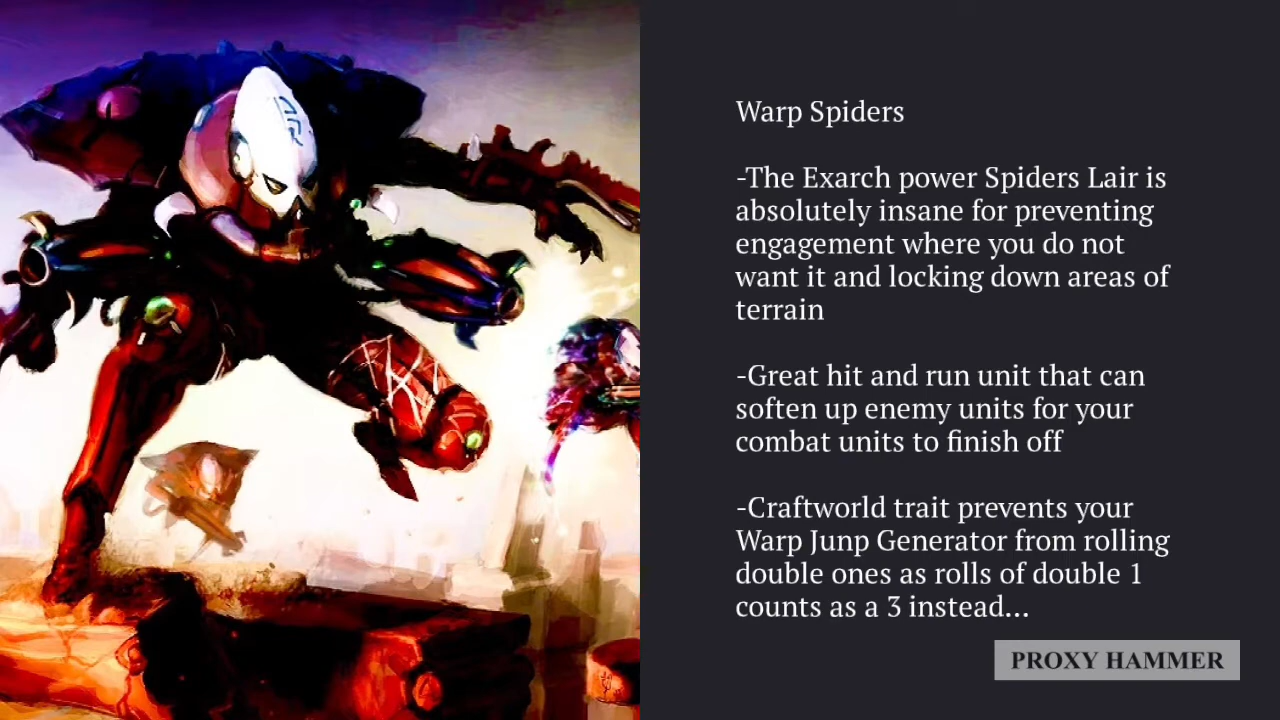 Warp Spiders
-The Exarch power Spiders Lair is
absolutely insane for preventing
engagement where you do not
want it and locking down areas of
terrain
-Great hit and run unit that can
soften up enemy units for your
combat units to finish off
-Craftworld trait prevents your
Warp Junp Generator from rolling
double ones as rolls of double 1
counts as a 3 instead...
PROXY HAMMER